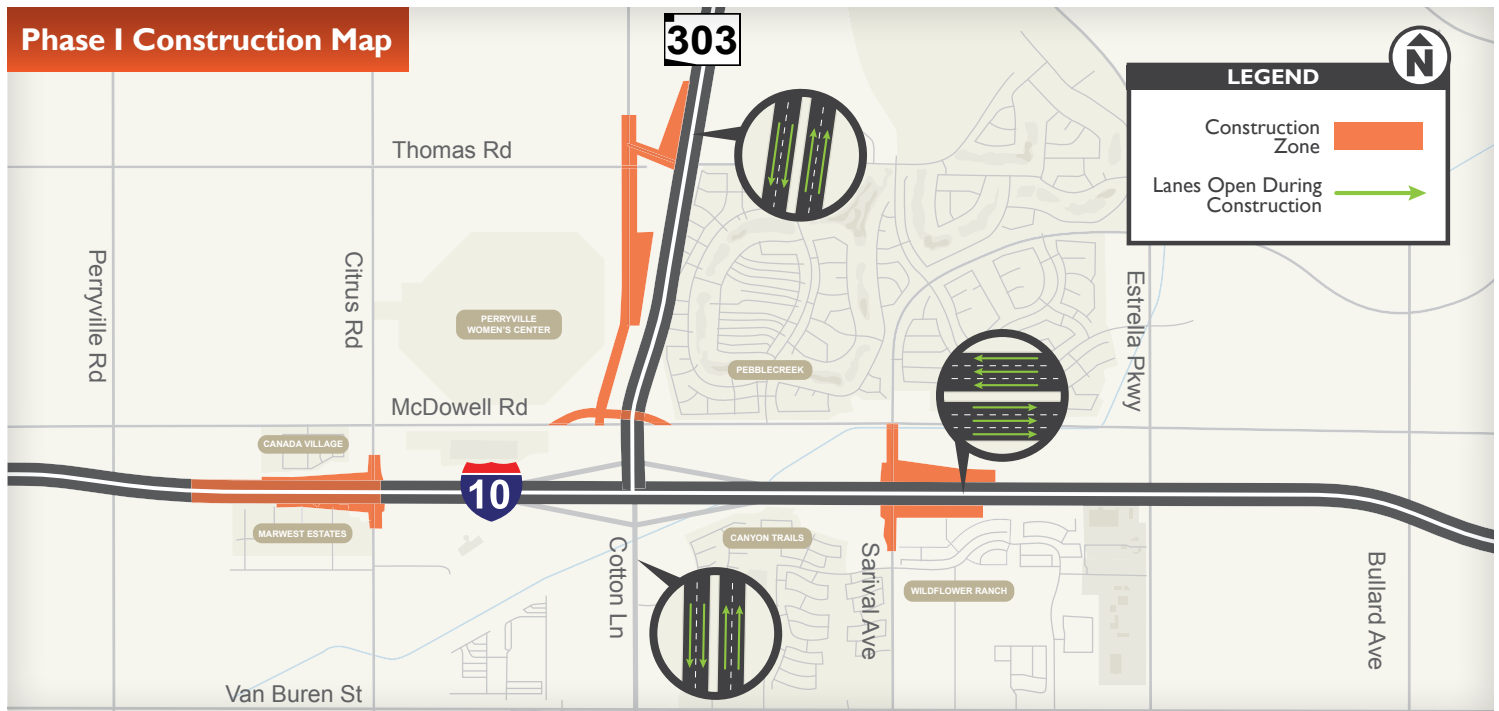 Phase I Construction Map
303
N
LEGEND
Construction
Zone
Lanes Open During
Construction
Thomas Rd
Perryville Rd
Citrus Rd
PERRYVILLE
WOMEN'S CENTER
PEBBLECREEK
Estrella Pkwy
McDowell Rd
CANADA VILLAGE
10
MARWEST ESTATES
CANYON TRAILS
Cotton Ln
Sarival Ave
WILDFLOWER RANCH
Bullard Ave
Van Buren St